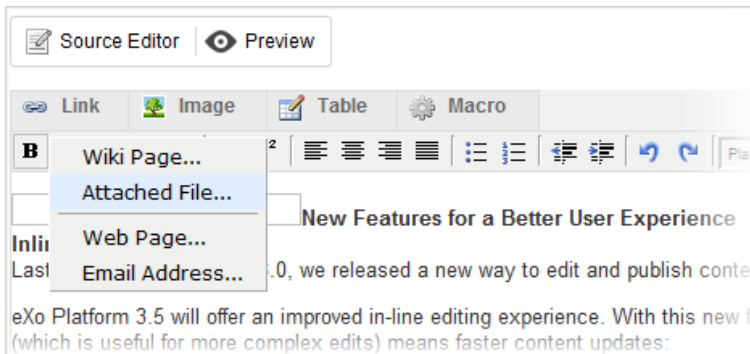 Source Editor Preview
Link Image Table Macro
B 2
Wiki Page...
Attached File...
Web Page...
Email Address...
New Features for a Better User Experience
Inli
Last .0, we released a new way to edit and publish conte
eXo Platform 3.5 will offer an improved in-line editing experience. With this new f
(which is useful for more complex edits) means faster content updates: